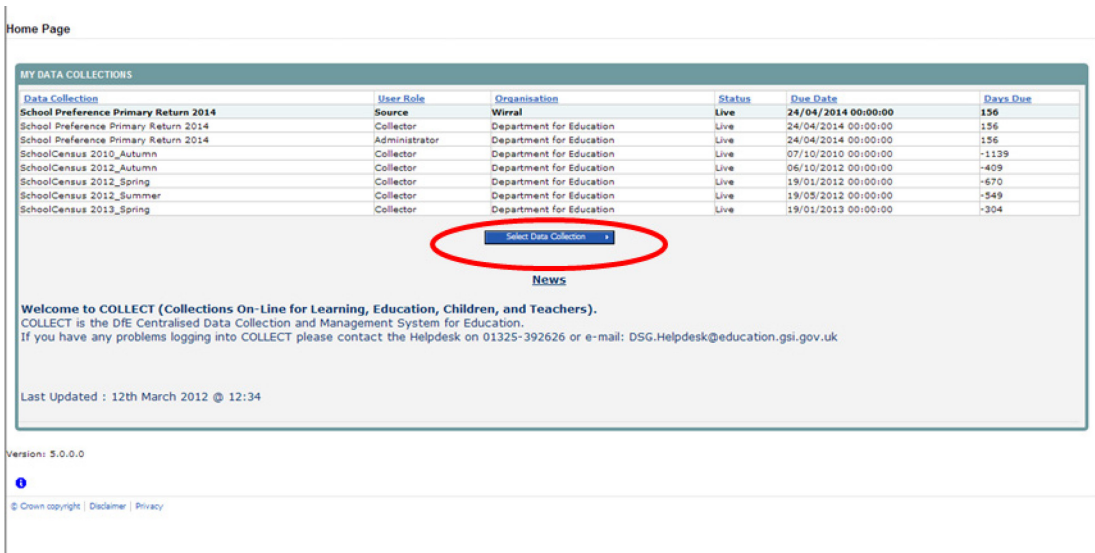 Home Page
MY DATA COLLECTIONS
Data Collection User Role Organisation Status Due Date Days Due
School Preference Primary Return 2014 Source Wirral Live 24/04/2014 00:00:00 156
School Preference Primary Return 2014 Collector Department for Education Live 24/04/2014 00:00:00 156
School Preference Primary Return 2014 Administrator Department for Education Live 24/04/2014 00:00:00 156
SchoolCensus 2010_Autumn Collector Department for Education Live 07/10/2010 00:00:00 -1139
SchoolCensus 2012_Autumn Collector Department for Education Live 06/10/2012 00:00:00 -409
SchoolCensus 2012_Spring Collector Department for Education Live 19/01/2012 00:00:00 -670
SchoolCensus 2012_Summer Collector Department for Education Live 19/05/2012 00:00:00 -549
SchoolCensus 2013_Spring Collector Department for Education Live 19/01/2013 00:00:00 -304
Select Data Collection
News
Welcome to COLLECT (Collections On-Line for Learning, Education, Children, and Teachers).
COLLECT is the DfE Centralised Data Collection and Management System for Education.
If you have any problems logging into COLLECT please contact the Helpdesk on 01325-392626 or e-mail: DSG.Helpdesk@education.gsi.gov.uk
Last Updated : 12th March 2012 @ 12:34
Version: 5.0.0.0
© Crown copyright | Disclaimer | Privacy